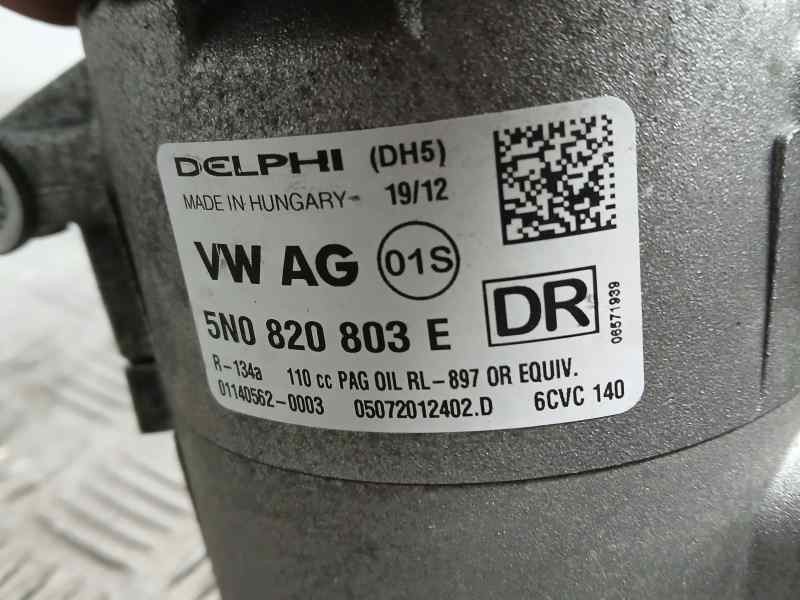 DELPHI (DH5)
MADE IN HUNGARY 19/12
VW AG 01S
5N0 820 803 E DR
06571939
R-134a 110 cc PAG OIL RL-897 OR EQUIV.
01140562-0003 05072012402.D 6CVC 140